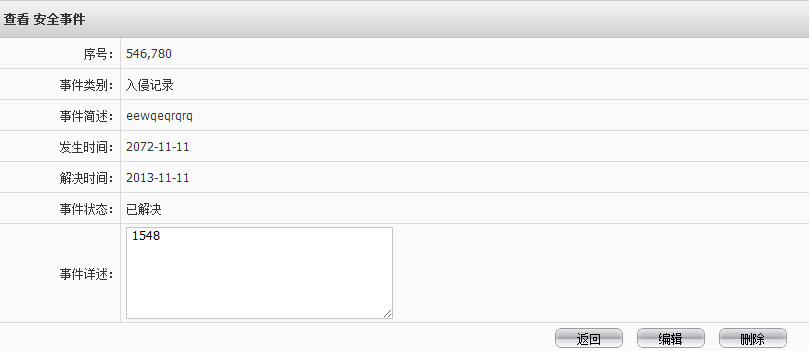 查看 安全事件
序号： 546,780
事件类别： 入侵记录
事件简述： eewqeqrqrq
发生时间： 2072-11-11
解决时间： 2013-11-11
事件状态： 已解决
事件详述： 1548
返回 编辑 删除